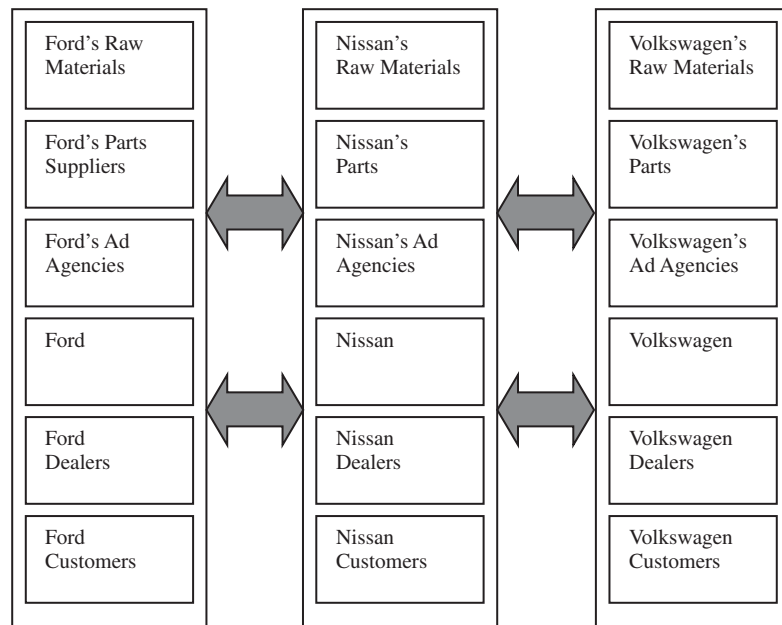 Ford’s Raw
Materials
Ford’s Parts
Suppliers
Ford’s Ad
Agencies
Ford
Ford
Dealers
Ford
Customers
Nissan’s
Raw Materials
Nissan’s
Parts
Nissan’s Ad
Agencies
Nissan
Nissan
Dealers
Nissan
Customers
Volkswagen’s
Raw Materials
Volkswagen’s
Parts
Volkswagen’s
Ad Agencies
Volkswagen
Volkswagen
Dealers
Volkswagen
Customers